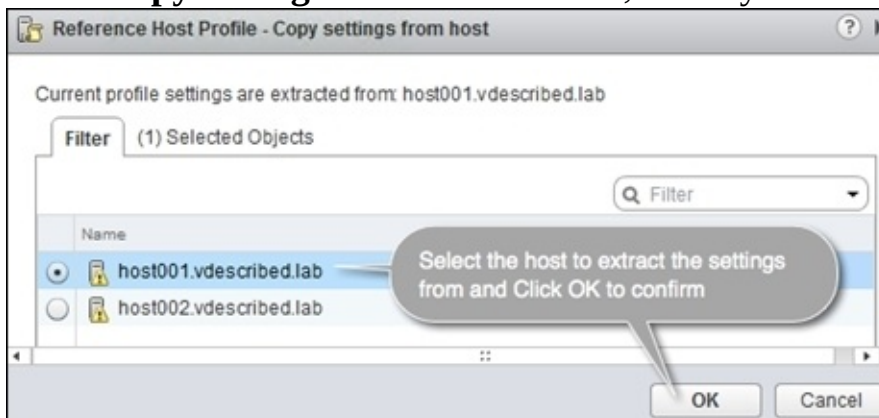 Reference Host Profile - Copy settings from host
?
Current profile settings are extracted from: host001.vdescribed.lab
Filter (1) Selected Objects
Filter
Name
host001.vdescribed.lab
host002.vdescribed.lab
Select the host to extract the settings
from and Click OK to confirm
OK Cancel